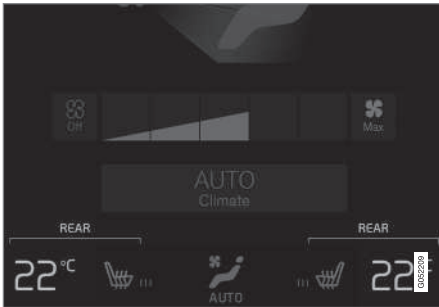 Off
Max
AUTO
Climate
REAR REAR
22°C 22
AUTO
G052209